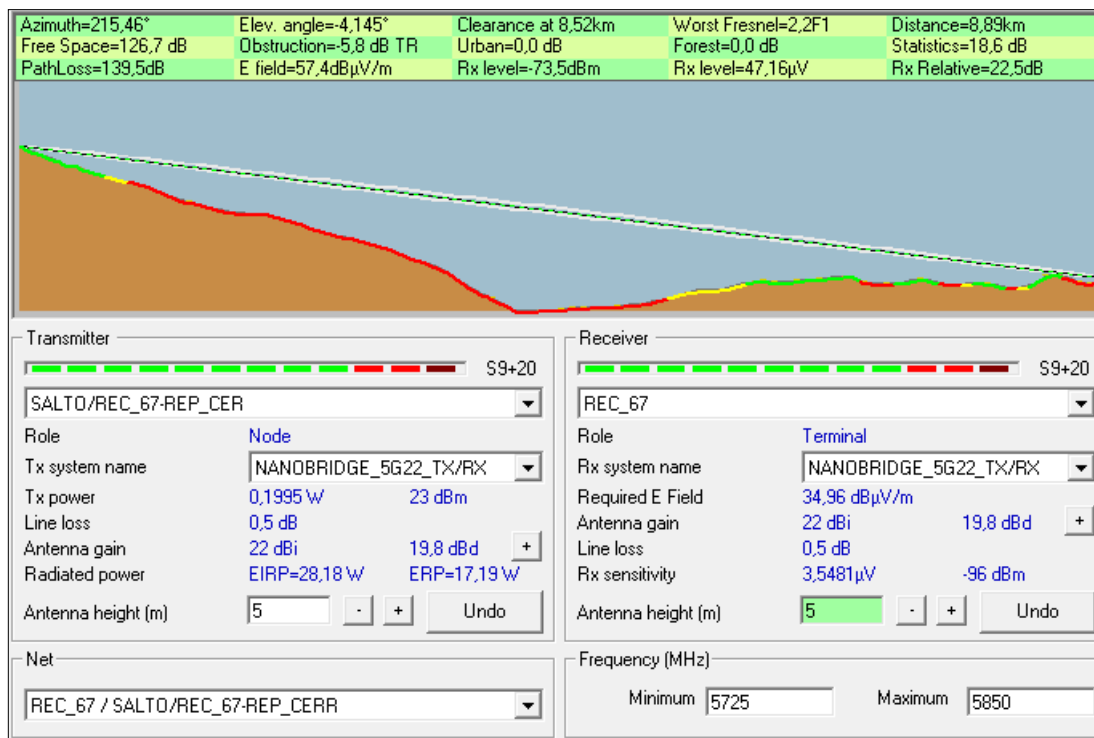 Azimuth=215,46° Elev. angle=-4,145° Clearance at 8,52km Worst Fresnel=2,2F1 Distance=8,89km
Free Space=126,7 dB Obstruction=-5,8 dB TR Urban=0,0 dB Forest=0,0 dB Statistics=18,6 dB
PathLoss=139,5dB E field=57,4dBµV/m Rx level=-73,5dBm Rx level=47,16µV Rx Relative=22,5dB
Transmitter
S9+20
SALTO/REC_67-REP_CER
Role Node
Tx system name NANOBRIDGE_5G22_TX/RX
Tx power 0,1995 W 23 dBm
Line loss 0,5 dB
Antenna gain 22 dBi 19,8 dBd +
Radiated power EIRP=28,18 W ERP=17,19 W
Antenna height (m) 5 - + Undo
Receiver
S9+20
REC_67
Role Terminal
Rx system name NANOBRIDGE_5G22_TX/RX
Required E Field 34,96 dBµV/m
Antenna gain 22 dBi 19,8 dBd +
Line loss 0,5 dB
Rx sensitivity 3,5481µV -96 dBm
Antenna height (m) 5 - + Undo
Net
REC_67 / SALTO/REC_67-REP_CERR
Frequency (MHz)
Minimum 5725 Maximum 5850